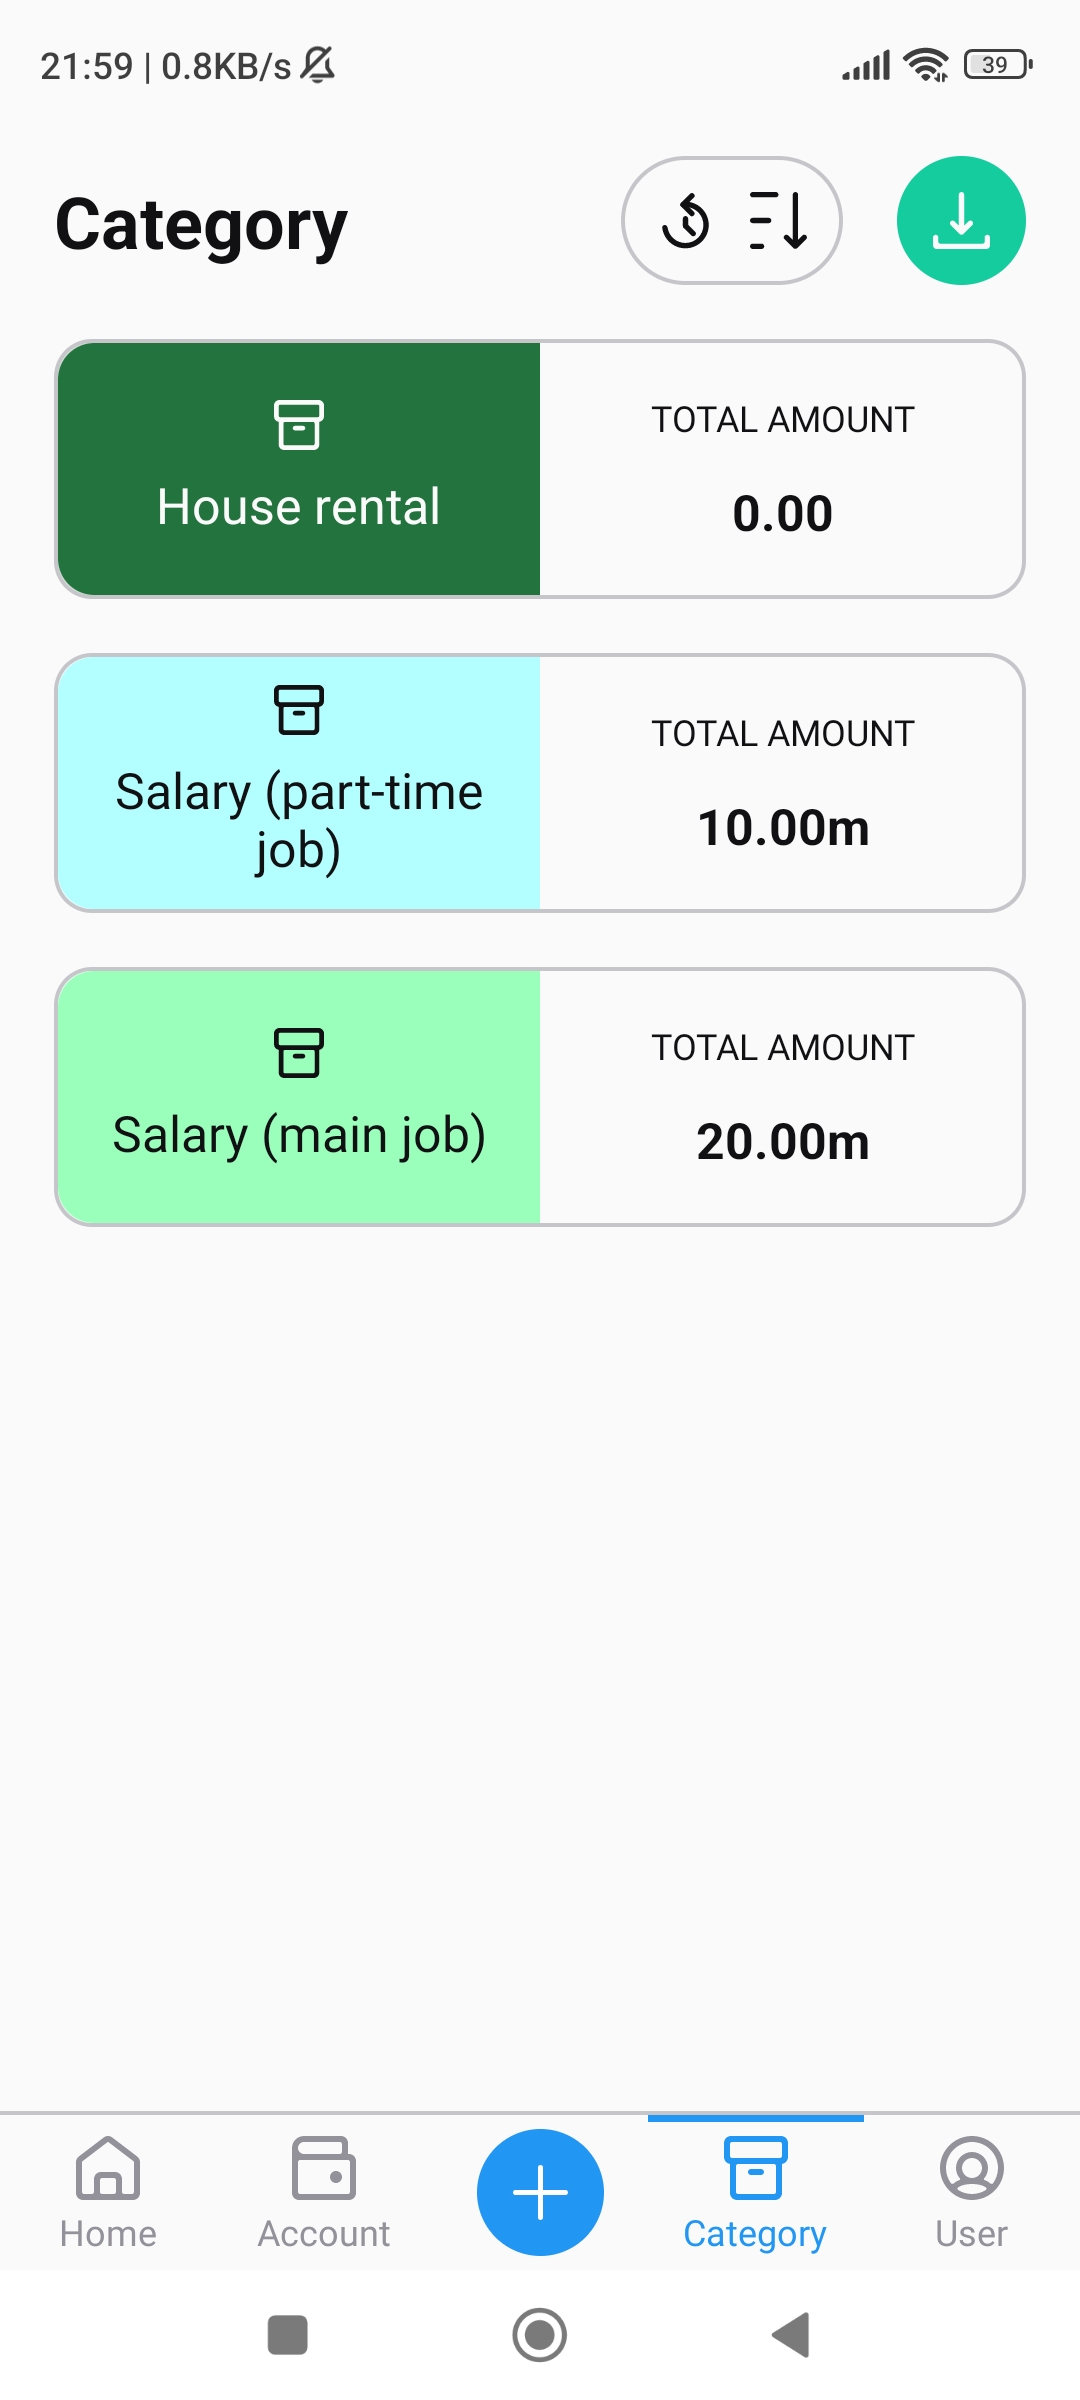 21:59 | 0.8KB/s
39
Category
House rental
TOTAL AMOUNT
0.00
Salary (part-time
job)
TOTAL AMOUNT
10.00m
Salary (main job)
TOTAL AMOUNT
20.00m
Home
Account
Category
User